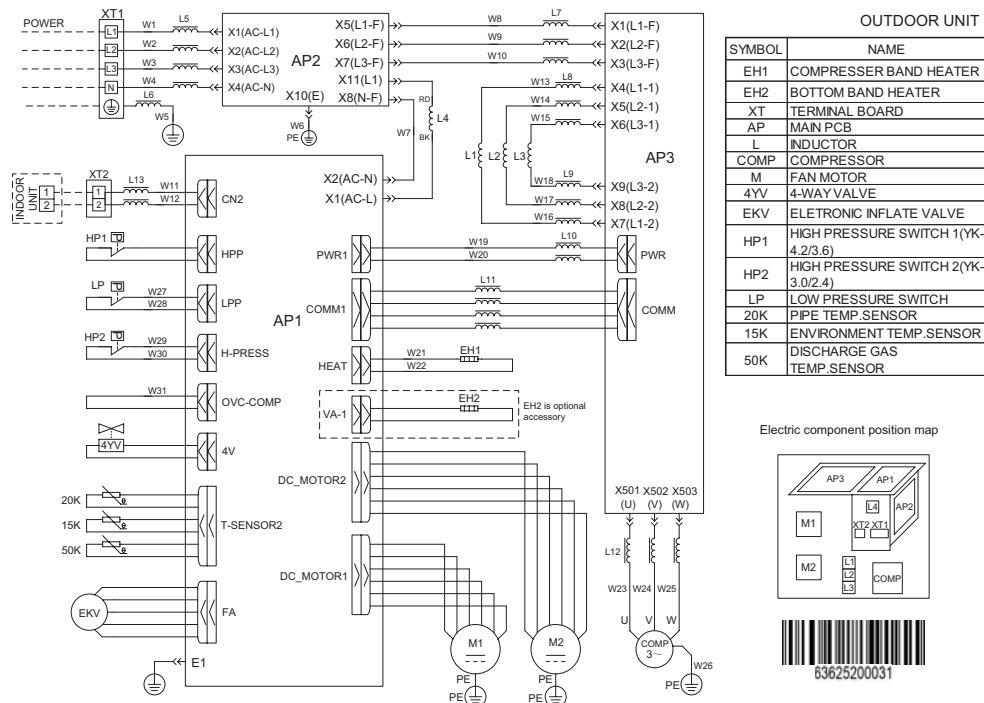 OUTDOOR UNIT
POWER
XT1
L1
L2
L3
N
W1
W2
W3
W4
L5
L6
W5
X1(AC-L1)
X2(AC-L2)
X3(AC-L3)
X4(AC-N)
AP2
X5(L1-F)
X6(L2-F)
X7(L3-F)
X11(L1)
X8(N-F)
X10(E)
W6
PE
W7
RD
BK
L4
W8
W9
W10
L7
X1(L1-F)
X2(L2-F)
X3(L3-F)
W13
L8
W14
W15
X4(L1-1)
X5(L2-1)
X6(L3-1)
L1
L2
L3
AP3
W18
L9
W17
W16
X9(L3-2)
X8(L2-2)
X7(L1-2)
INDOOR
UNIT
1
2
XT2
1
2
L13
W11
W12
CN2
X2(AC-N)
X1(AC-L)
HP1
P
HPP
PWR1
W19
W20
L10
PWR
LP
P
W27
W28
LPP
AP1
COMM1
L11
COMM
HP2
P
W29
W30
H-PRESS
HEAT
W21
W22
EH1
W31
OVC-COMP
VA-1
EH2
EH2 is optional
accessory
4YV
4V
DC_MOTOR2
20K
15K
50K
θ
θ
θ
T-SENSOR2
DC_MOTOR1
EKV
FA
E1
M1
PE
PE
M2
PE
PE
X501 X502 X503
(U) (V) (W)
L12
W23
W24
W25
U V W
COMP
3～
W26
PE
SYMBOL NAME
EH1 COMPRESSER BAND HEATER
EH2 BOTTOM BAND HEATER
XT TERMINAL BOARD
AP MAIN PCB
L INDUCTOR
COMP COMPRESSOR
M FAN MOTOR
4YV 4-WAY VALVE
EKV ELETRONIC INFLATE VALVE
HP1 HIGH PRESSURE SWITCH 1(YK-
4.2/3.6)
HP2 HIGH PRESSURE SWITCH 2(YK-
3.0/2.4)
LP LOW PRESSURE SWITCH
20K PIPE TEMP.SENSOR
15K ENVIRONMENT TEMP.SENSOR
50K DISCHARGE GAS
TEMP.SENSOR
Electric component position map
AP3
AP1
AP2
L4
XT2 XT1
M1
M2
L1
L2
L3
COMP
63625200031